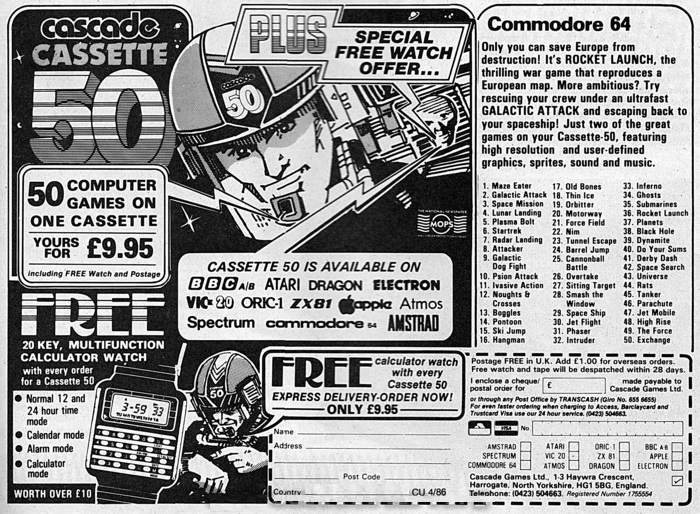 cascade
CASSETTE
50
50 COMPUTER
GAMES ON
ONE CASSETTE
YOURS
FOR £9.95
including FREE Watch and Postage
PLUS SPECIAL
FREE WATCH
OFFER...
cascade
50
THE NATIONAL NEWSPAPER
MOPS
CASSETTE 50 IS AVAILABLE ON
BBC A/B ATARI DRAGON ELECTRON
VIC 20 ORIC-1 ZX81 apple Atmos
Spectrum commodore 64 AMSTRAD
FREE
20 KEY, MULTIFUNCTION
CALCULATOR WATCH
with every order
for a Cassette 50
• Normal 12 and
24 hour time
mode
• Calendar mode
• Alarm mode
• Calculator
mode
WORTH OVER £10
3-59 33
50
FREE calculator watch
with every
Cassette 50
EXPRESS DELIVERY-ORDER NOW!
ONLY £9.95
Name
Address
Post Code
Country CU 4/86
Commodore 64
Only you can save Europe from
destruction! It's ROCKET LAUNCH, the
thrilling war game that reproduces a
European map. More ambitious? Try
rescuing your crew under an ultrafast
GALACTIC ATTACK and escaping back to
your spaceship! Just two of the great
games on your Cassette-50, featuring
high resolution and user-defined
graphics, sprites, sound and music.
1. Maze Eater
2. Galactic Attack
3. Space Mission
4. Lunar Landing
5. Plasma Bolt
6. Startrek
7. Radar Landing
8. Attacker
9. Galactic
Dog Fight
10. Psion Attack
11. Ivasive Action
12. Noughts &
Crosses
13. Boggles
14. Pontoon
15. Ski Jump
16. Hangman
17. Old Bones
18. Thin Ice
19. Orbitter
20. Motorway
21. Force Field
22. Nim
23. Tunnel Escape
24. Barrel Jump
25. Cannonball
Battle
26. Overtake
27. Sitting Target
28. Smash the
Window
29. Space Ship
30. Jet Flight
31. Phaser
32. Intruder
33. Inferno
34. Ghosts
35. Submarines
36. Rocket Launch
37. Planets
38. Black Hole
39. Dynamite
40. Do Your Sums
41. Derby Dash
42. Space Search
43. Universe
44. Rats
45. Tanker
46. Parachute
47. Jet Mobile
48. High Rise
49. The Force
50. Exchange
Postage FREE in U.K. Add £1.00 for overseas orders.
Free watch and tape will be despatched within 28 days.
I enclose a cheque/ £ made payable to
postal order for Cascade Games Ltd.
or through any Post Office by TRANSCASH (Giro No. 655 6655)
For even faster ordering when charging to Access, Barclaycard and
Trustcard Visa use our 24 hour service. (0423) 504663.
VISA No
AMSTRAD ATARI ORIC-1 BBC A/B
SPECTRUM VIC 20 ZX 81 APPLE
COMMODORE 64 ATMOS DRAGON ELECTRON
Cascade Games Ltd., 1-3 Haywra Crescent,
Harrogate, North Yorkshire, HG1 5BG, England.
Telephone: (0423) 504663. Registered Number 1755554